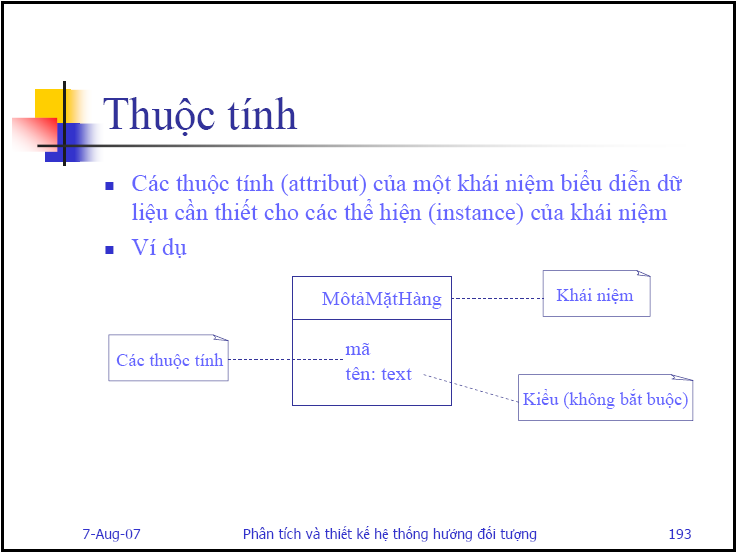 Thuộc tính
Các thuộc tính (attribut) của một khái niệm biểu diễn dữ
liệu cần thiết cho các thể hiện (instance) của khái niệm
Ví dụ
MôtảMặtHàng
Khái niệm
Các thuộc tính
mã
tên: text
Kiểu (không bắt buộc)
7-Aug-07
Phân tích và thiết kế hệ thống hướng đối tượng
193